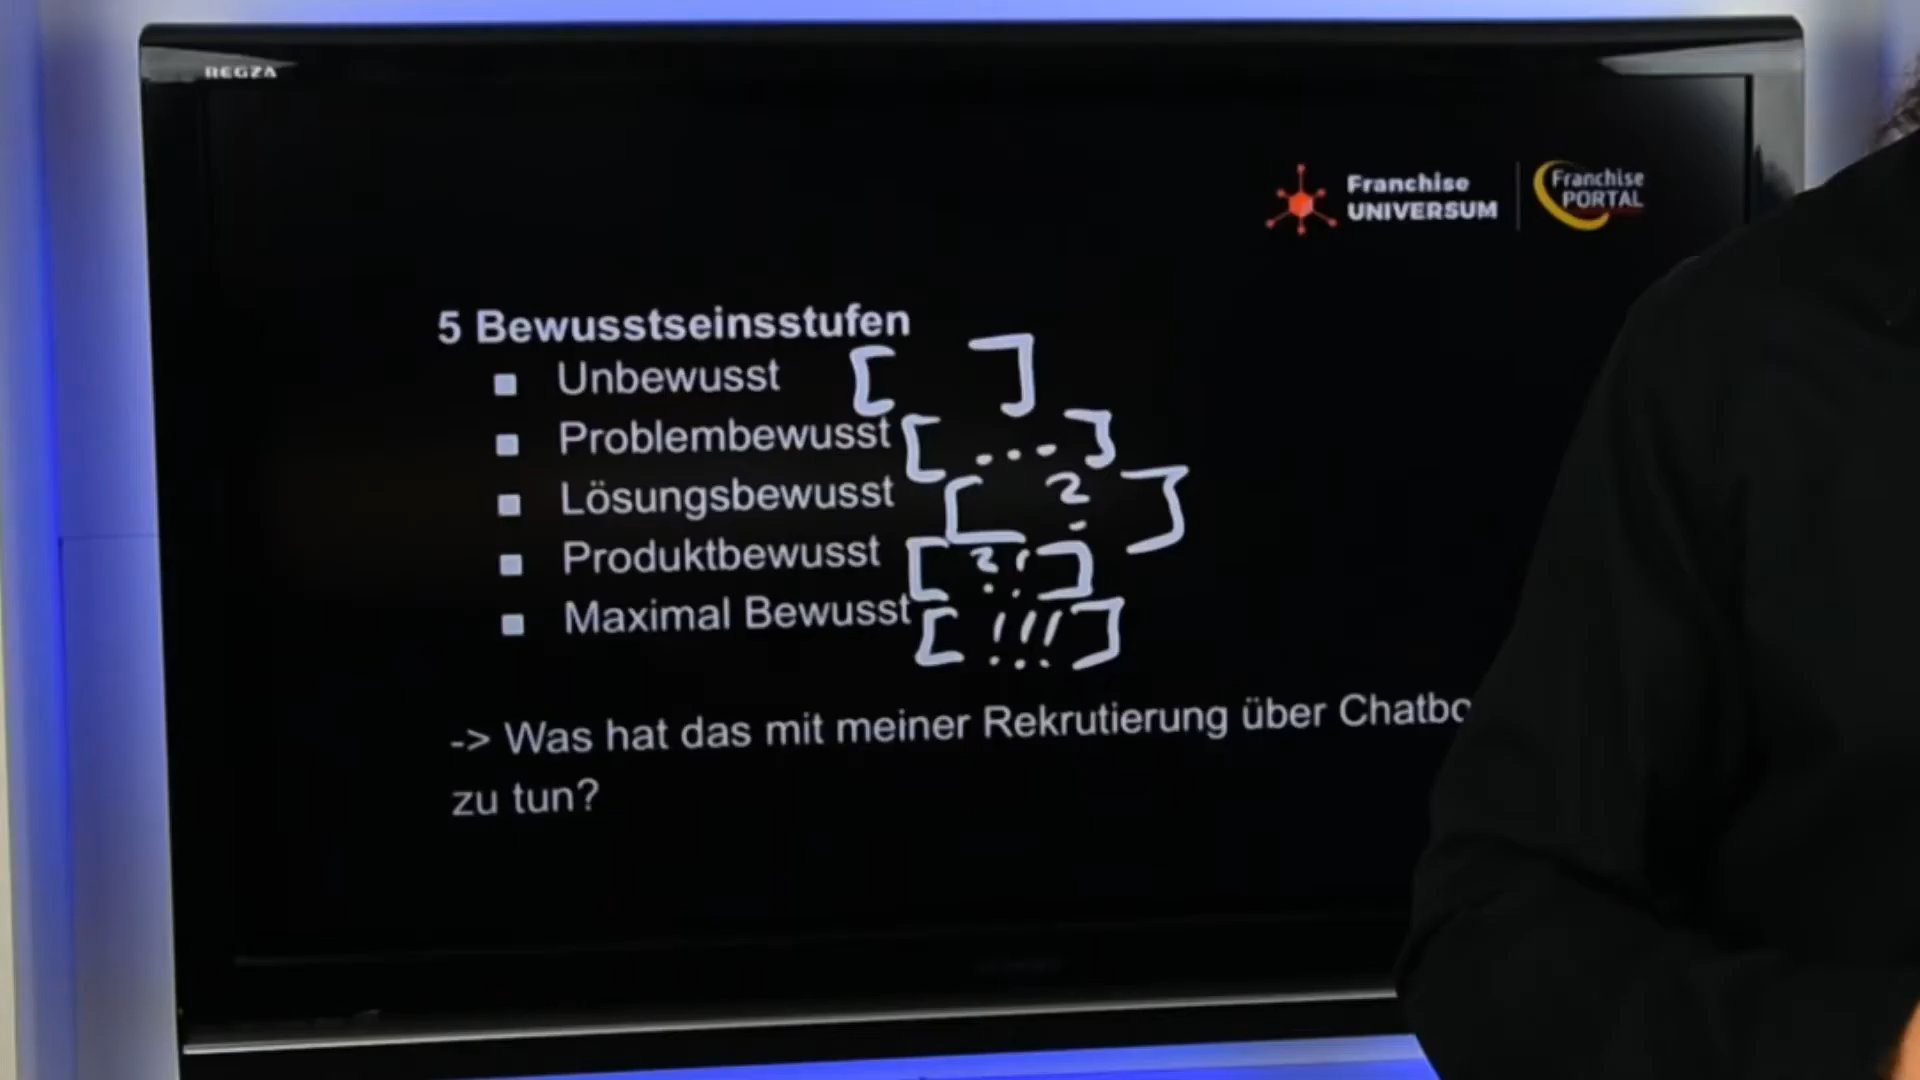 REGZA
Franchise
UNIVERSUM
Franchise
PORTAL
5 Bewusstseinsstufen
Unbewusst [ ]
Problembewusst [...]
Lösungsbewusst [ ? ]
Produktbewusst [?!]
Maximal Bewusst [!!!]
-> Was hat das mit meiner Rekrutierung über
zu tun?